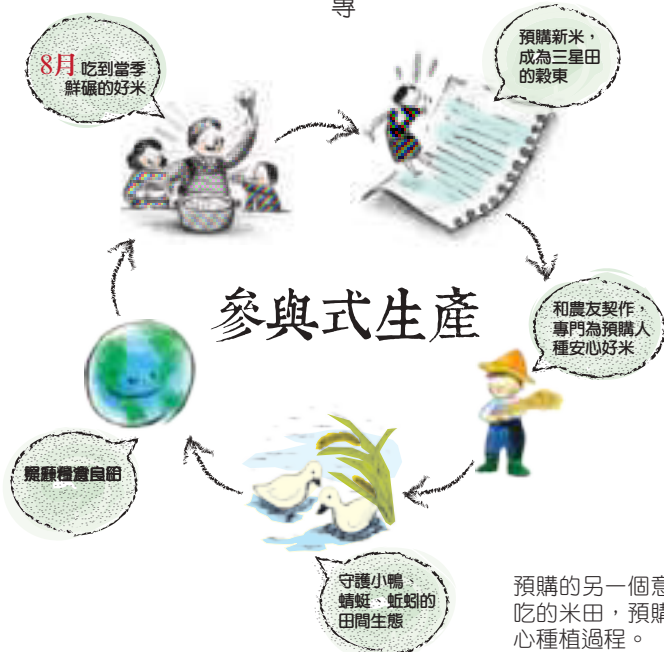 專
8月 吃到當季
鮮碾的好米
預購新米，
成為三星田
的穀東
參與式生產
和農友契作，
專門為預購人
種安心好米
守護小鴨、
蜻蜓、蚯蚓的
田間生態
預購的另一個意
吃的米田，預購
心種植過程。